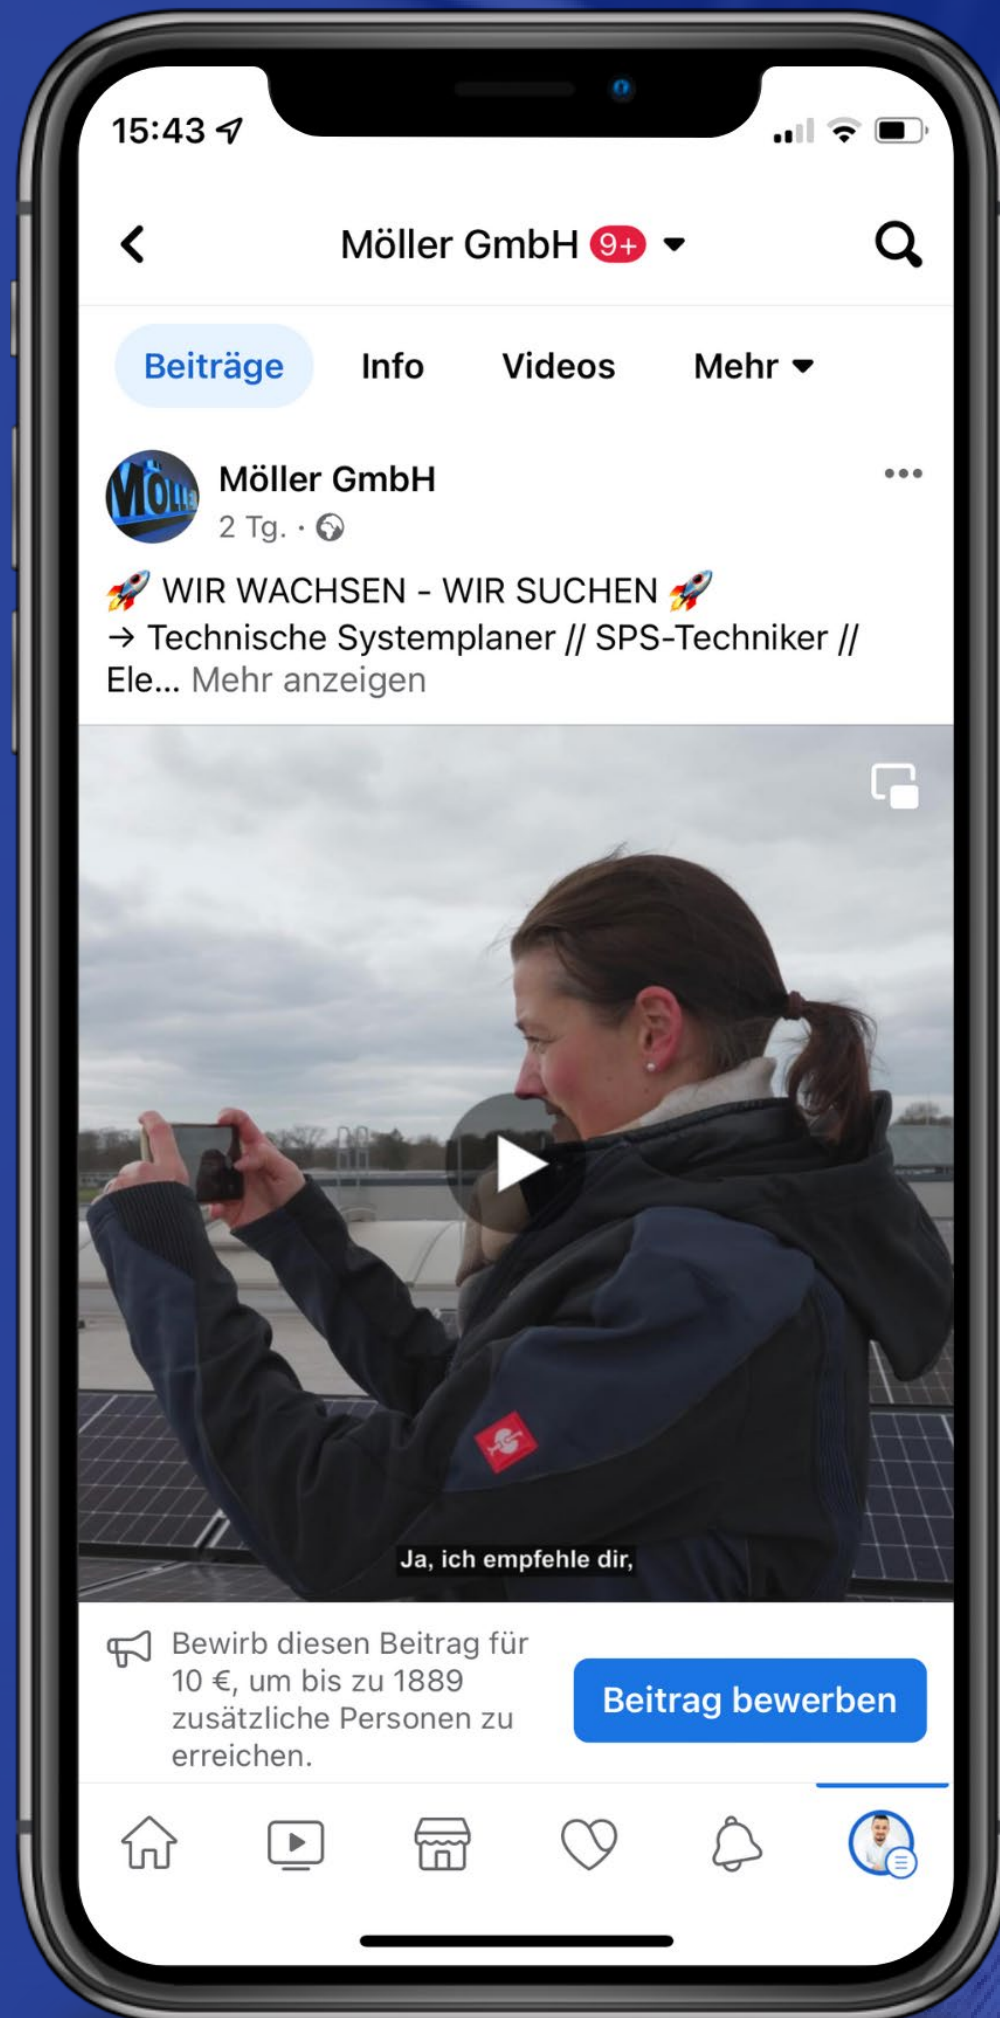 15:43
Möller GmbH 9+
Beiträge Info Videos Mehr
MÖLLE
Möller GmbH
2 Tg. ·
🚀 WIR WACHSEN - WIR SUCHEN 🚀
→ Technische Systemplaner // SPS-Techniker //
Ele... Mehr anzeigen
Ja, ich empfehle dir,
Bewirb diesen Beitrag für
10 €, um bis zu 1889
zusätzliche Personen zu
erreichen.
Beitrag bewerben